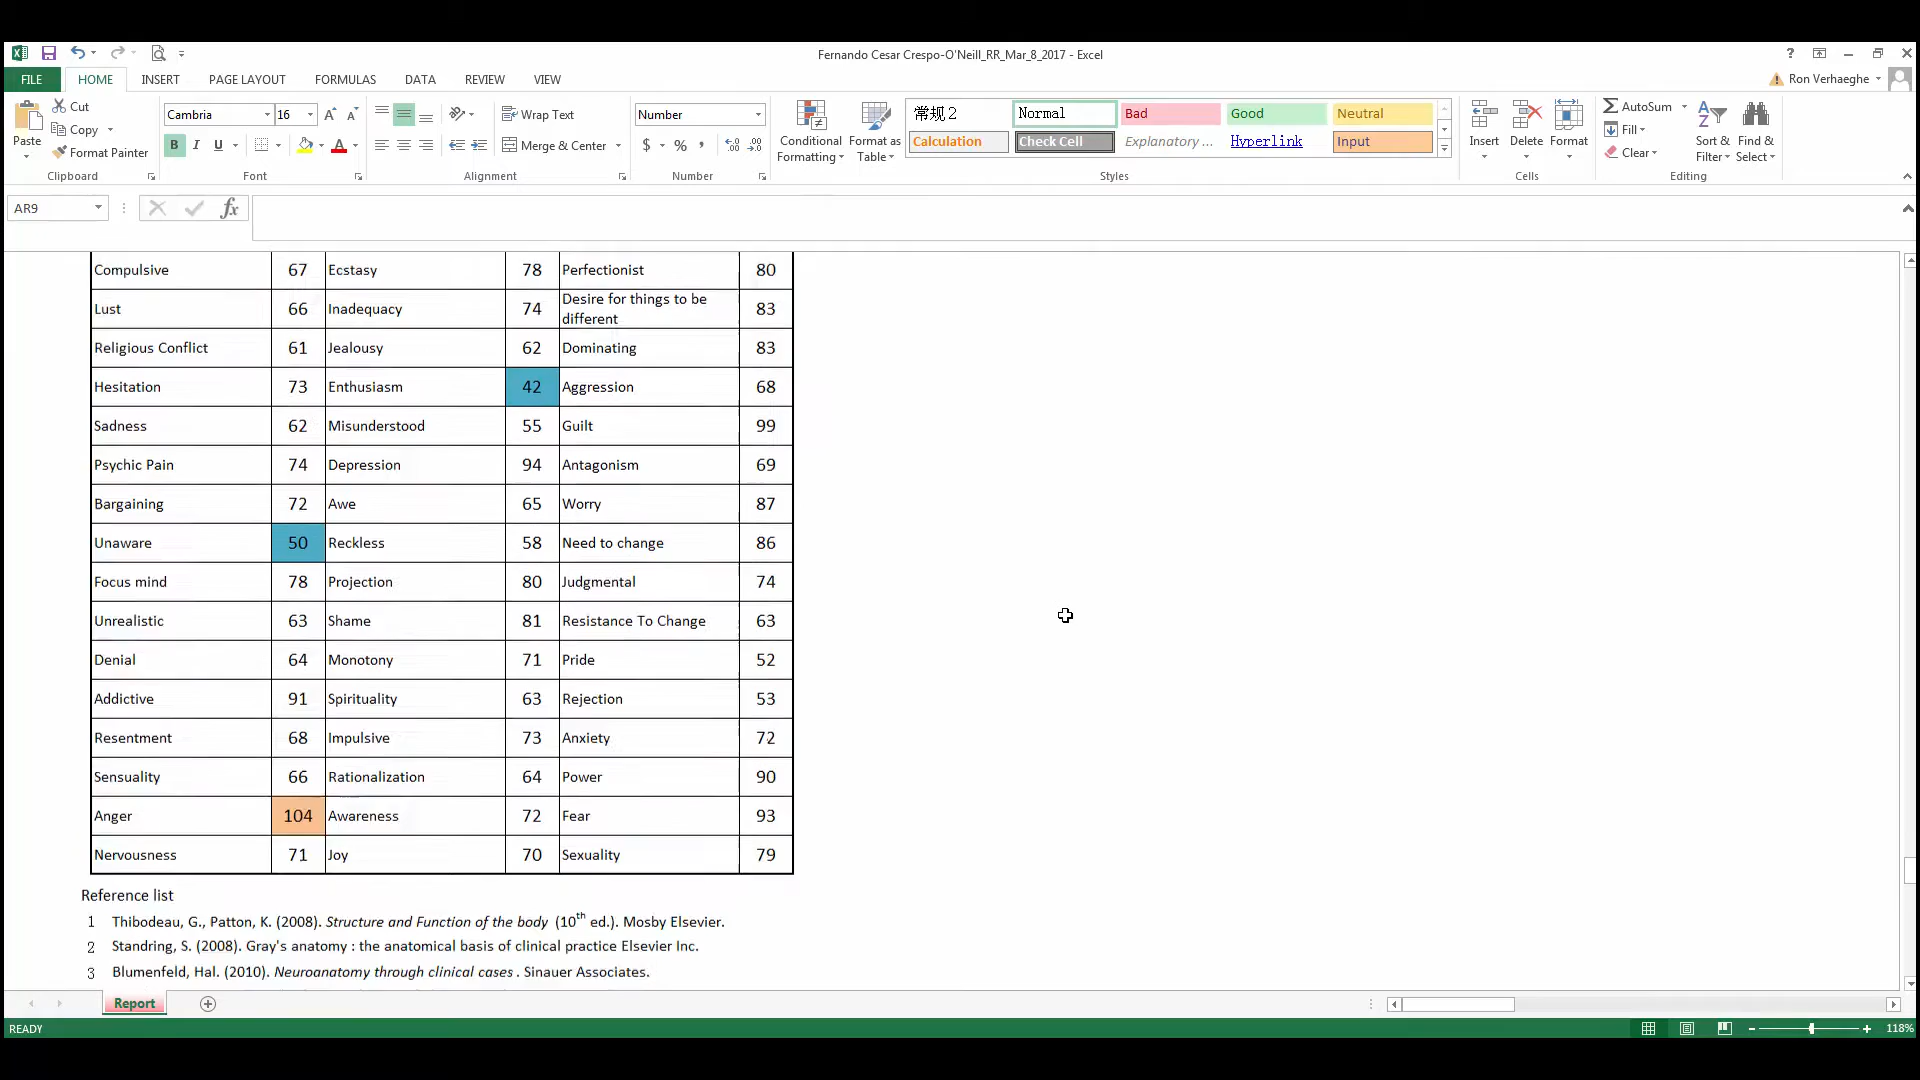 Fernando Cesar Crespo-O'Neill_RR_Mar_8_2017 - Excel
FILE HOME INSERT PAGE LAYOUT FORMULAS DATA REVIEW VIEW
Ron Verhaeghe
Paste
Cut
Copy
Format Painter
Clipboard
Cambria 16
Font
Wrap Text
Merge & Center
Alignment
Number
Number
Conditional Formatting
Format as Table
常规 2 Normal Bad Good Neutral
Calculation Check Cell Explanatory ... Hyperlink Input
Styles
Insert Delete Format
Cells
AutoSum
Fill
Clear
Sort & Filter
Find & Select
Editing
AR9
Compulsive 67 Ecstasy 78 Perfectionist 80
Lust 66 Inadequacy 74 Desire for things to be different 83
Religious Conflict 61 Jealousy 62 Dominating 83
Hesitation 73 Enthusiasm 42 Aggression 68
Sadness 62 Misunderstood 55 Guilt 99
Psychic Pain 74 Depression 94 Antagonism 69
Bargaining 72 Awe 65 Worry 87
Unaware 50 Reckless 58 Need to change 86
Focus mind 78 Projection 80 Judgmental 74
Unrealistic 63 Shame 81 Resistance To Change 63
Denial 64 Monotony 71 Pride 52
Addictive 91 Spirituality 63 Rejection 53
Resentment 68 Impulsive 73 Anxiety 72
Sensuality 66 Rationalization 64 Power 90
Anger 104 Awareness 72 Fear 93
Nervousness 71 Joy 70 Sexuality 79
Reference list
1 Thibodeau, G., Patton, K. (2008). Structure and Function of the body (10th ed.). Mosby Elsevier.
2 Standring, S. (2008). Gray's anatomy : the anatomical basis of clinical practice Elsevier Inc.
3 Blumenfeld, Hal. (2010). Neuroanatomy through clinical cases . Sinauer Associates.
Report
READY
118%